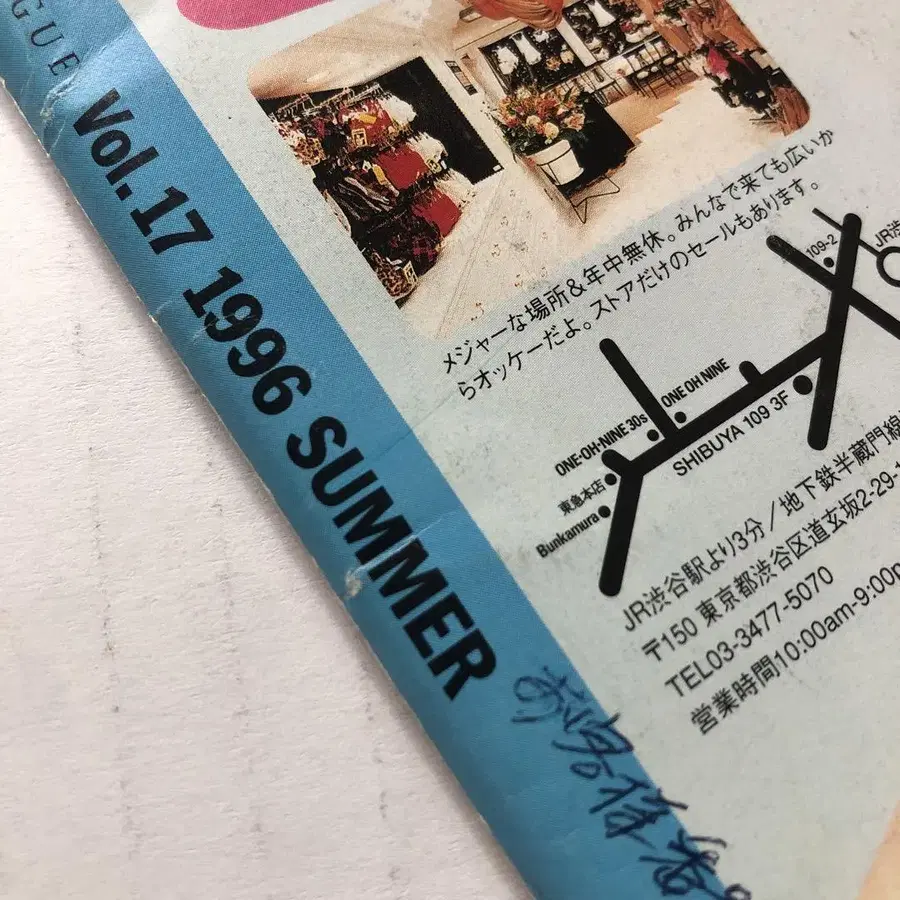 GUE
Vol.17 1996 SUMMER
メジャーな場所&年中無休。みんなで来ても広いか
らオッケーだよ。ストアだけのセールもあります。
109-2
JR渋
ONE-OH-NINE 30s
ONE OH NINE
SHIBUYA 109 3F
東急本店
Bunkamura
JR渋谷駅より3分/地下鉄半蔵門線
〒150 東京都渋谷区道玄坂2-29-1
TEL03-3477-5070
営業時間10:00am-9:00p